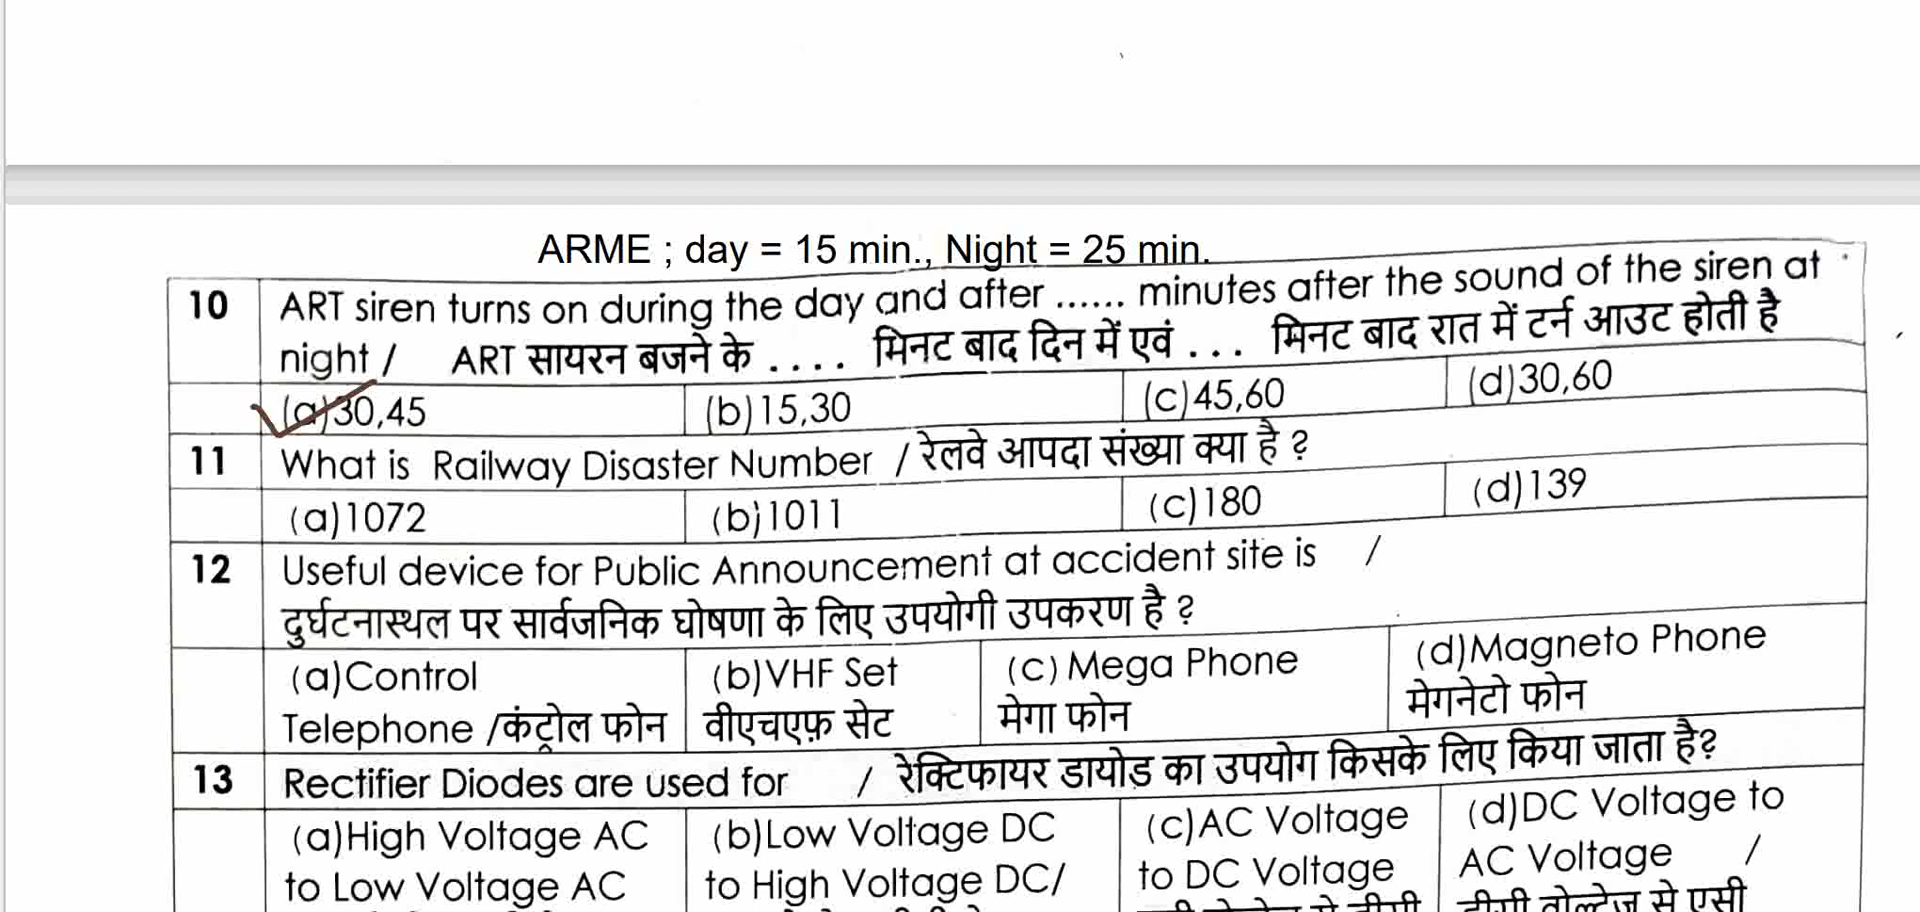 ARME ; day = 15 min., Night = 25 min.
10 ART siren turns on during the day and after ...... minutes after the sound of the siren at
night / ART सायरन बजने के .... मिनट बाद दिन में एवं ... मिनट बाद रात में टर्न आउट होती है
(a)30,45 (b)15,30 (c)45,60 (d)30,60
11 What is Railway Disaster Number / रेलवे आपदा संख्या क्या है ?
(a)1072 (b)1011 (c)180 (d)139
12 Useful device for Public Announcement at accident site is /
दुर्घटनास्थल पर सार्वजनिक घोषणा के लिए उपयोगी उपकरण है ?
(a)Control (b)VHF Set (c) Mega Phone (d)Magneto Phone
Telephone /कंट्रोल फोन वीएचएफ़ सेट मेगा फोन मेगनेटो फोन
13 Rectifier Diodes are used for / रेक्टिफायर डायोड का उपयोग किसके लिए किया जाता है?
(a)High Voltage AC (b)Low Voltage DC (c)AC Voltage (d)DC Voltage to
to Low Voltage AC to High Voltage DC/ to DC Voltage AC Voltage /
डीसी वोल्टेज से एसी